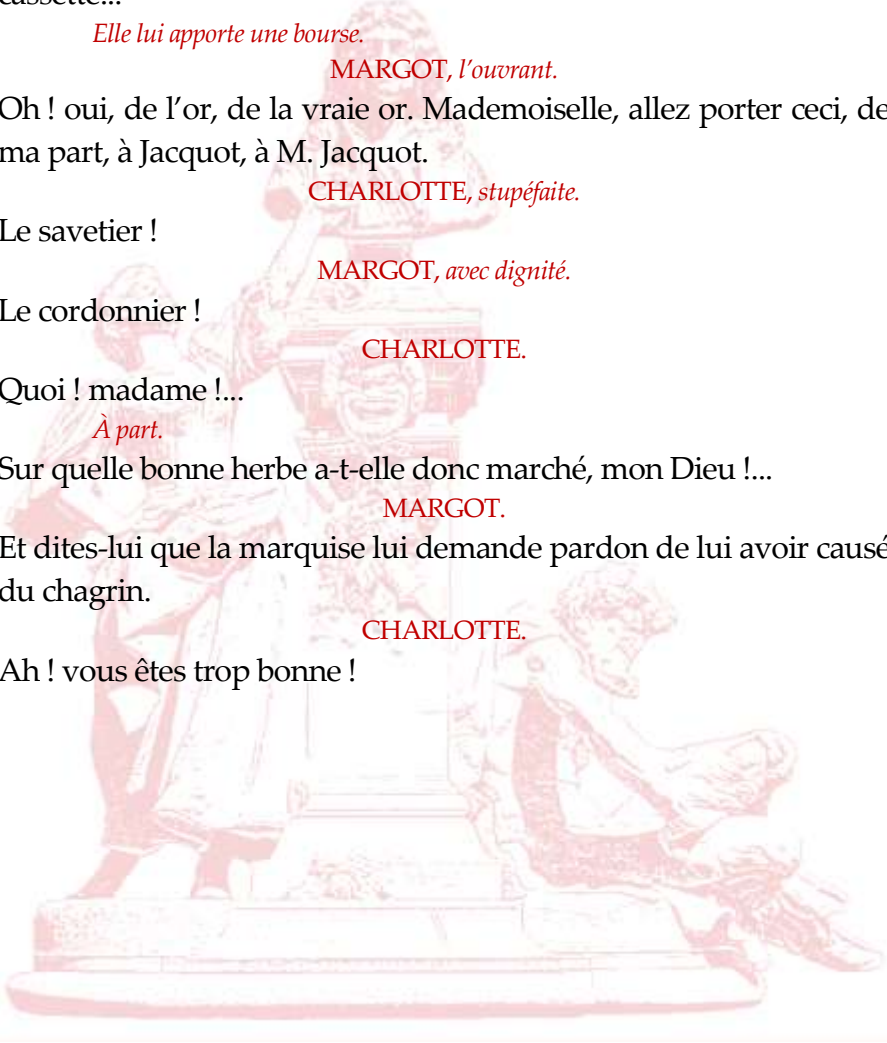 cassette...
Elle lui apporte une bourse.
MARGOT, l’ouvrant.
Oh ! oui, de l’or, de la vraie or. Mademoiselle, allez porter ceci, de
ma part, à Jacquot, à M. Jacquot.
CHARLOTTE, stupéfaite.
Le savetier !
MARGOT, avec dignité.
Le cordonnier !
CHARLOTTE.
Quoi ! madame !...
À part.
Sur quelle bonne herbe a-t-elle donc marché, mon Dieu !...
MARGOT.
Et dites-lui que la marquise lui demande pardon de lui avoir causé
du chagrin.
CHARLOTTE.
Ah ! vous êtes trop bonne !